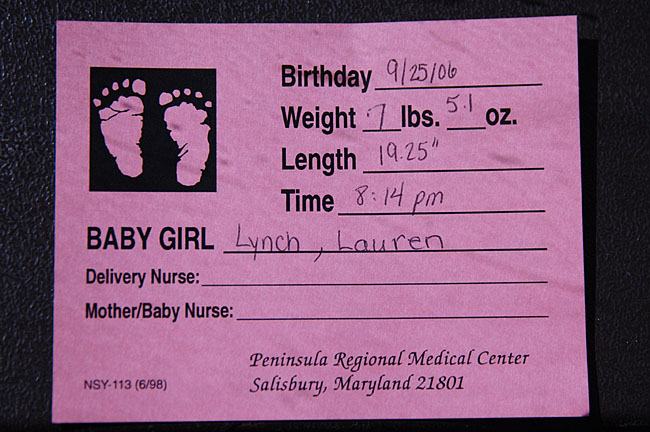 Birthday 9/25/06
Weight 7 lbs. 5.1 oz.
Length 19.25"
Time 8:14 pm
BABY GIRL Lynch, Lauren
Delivery Nurse:
Mother/Baby Nurse:
Peninsula Regional Medical Center
NSY-113 (6/98) Salisbury, Maryland 21801